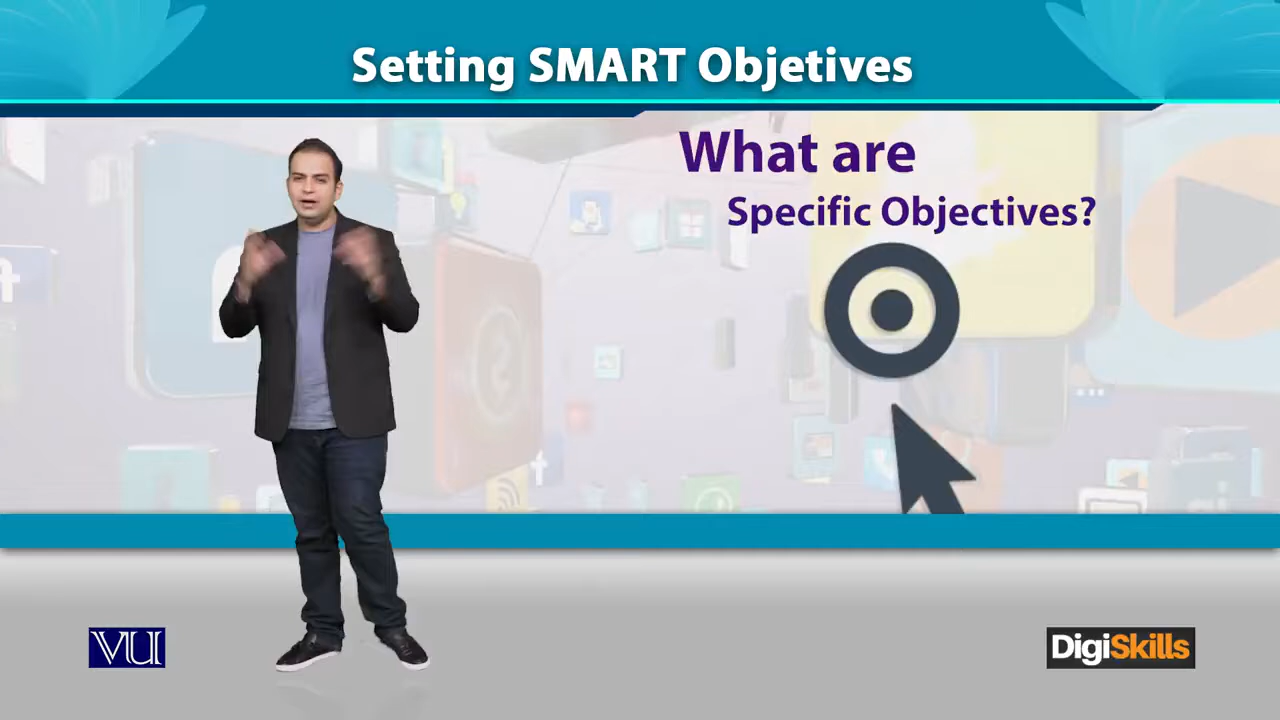 Setting SMART Objetives
What are
Specific Objectives?
VU
DigiSkills